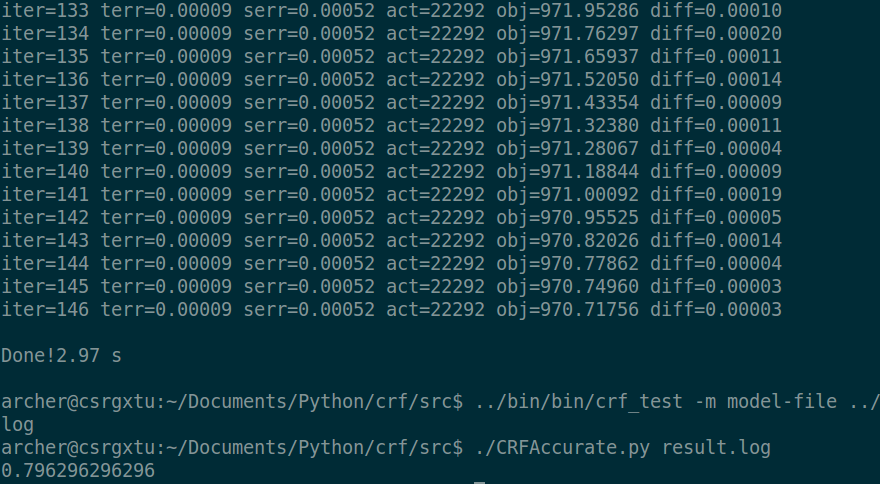 iter=133 terr=0.00009 serr=0.00052 act=22292 obj=971.95286 diff=0.00010
iter=134 terr=0.00009 serr=0.00052 act=22292 obj=971.76297 diff=0.00020
iter=135 terr=0.00009 serr=0.00052 act=22292 obj=971.65937 diff=0.00011
iter=136 terr=0.00009 serr=0.00052 act=22292 obj=971.52050 diff=0.00014
iter=137 terr=0.00009 serr=0.00052 act=22292 obj=971.43354 diff=0.00009
iter=138 terr=0.00009 serr=0.00052 act=22292 obj=971.32380 diff=0.00011
iter=139 terr=0.00009 serr=0.00052 act=22292 obj=971.28067 diff=0.00004
iter=140 terr=0.00009 serr=0.00052 act=22292 obj=971.18844 diff=0.00009
iter=141 terr=0.00009 serr=0.00052 act=22292 obj=971.00092 diff=0.00019
iter=142 terr=0.00009 serr=0.00052 act=22292 obj=970.95525 diff=0.00005
iter=143 terr=0.00009 serr=0.00052 act=22292 obj=970.82026 diff=0.00014
iter=144 terr=0.00009 serr=0.00052 act=22292 obj=970.77862 diff=0.00004
iter=145 terr=0.00009 serr=0.00052 act=22292 obj=970.74960 diff=0.00003
iter=146 terr=0.00009 serr=0.00052 act=22292 obj=970.71756 diff=0.00003
Done!2.97 s
archer@csrgxtu:~/Documents/Python/crf/src$ ../bin/bin/crf_test -m model-file ../
log
archer@csrgxtu:~/Documents/Python/crf/src$ ./CRFAccurate.py result.log
0.796296296296